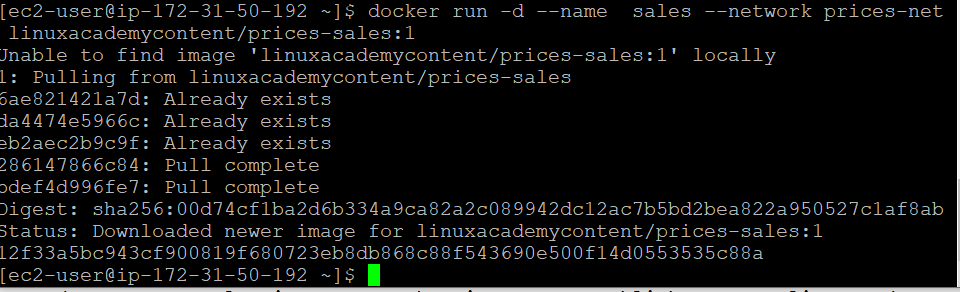 [ec2-user@ip-172-31-50-192 ~]$ docker run -d --name  sales --network prices-net
 linuxacademycontent/prices-sales:1
Unable to find image 'linuxacademycontent/prices-sales:1' locally
1: Pulling from linuxacademycontent/prices-sales
6ae821421a7d: Already exists
da4474e5966c: Already exists
eb2aec2b9c9f: Already exists
286147866c84: Pull complete
bdef4d996fe7: Pull complete
Digest: sha256:00d74cf1ba2d6b334a9ca82a2c089942dc12ac7b5bd2bea822a950527c1af8ab
Status: Downloaded newer image for linuxacademycontent/prices-sales:1
12f33a5bc943cf900819f680723eb8db868c88f543690e500f14d0553535c88a
[ec2-user@ip-172-31-50-192 ~]$